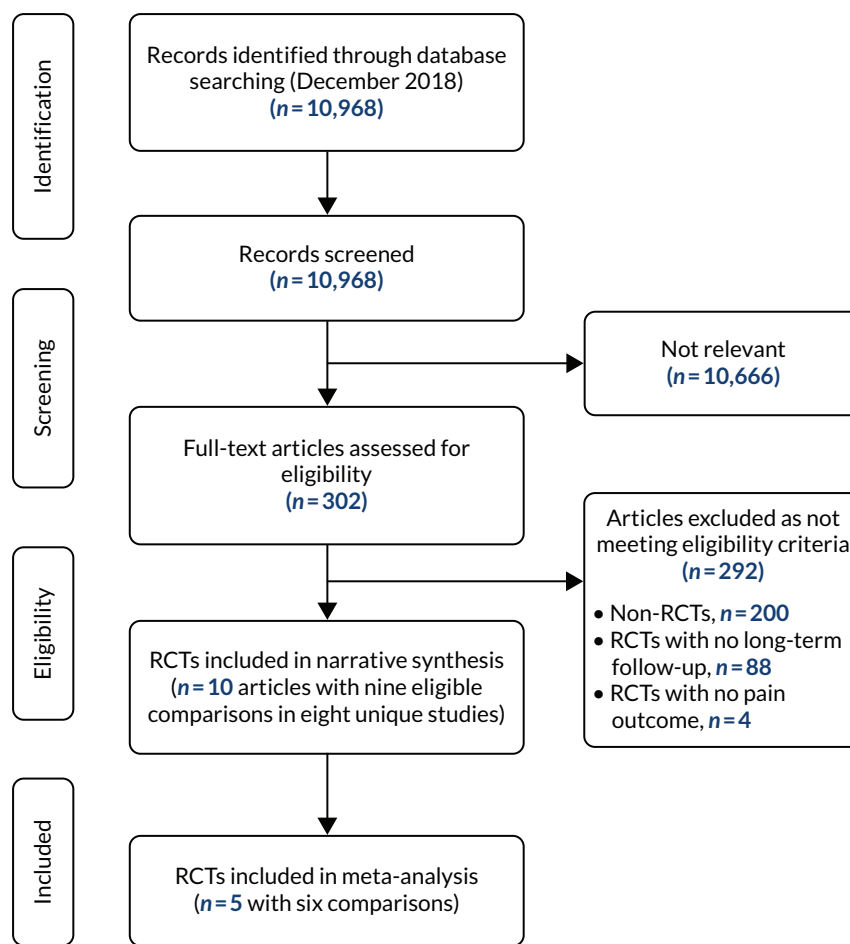 Identification
Records identified through database
searching (December 2018)
(n=10,968)
Records screened
(n=10,968)
Screening
Not relevant
(n=10,666)
Full-text articles assessed for
eligibility
(n=302)
Articles excluded as not
meeting eligibility criteria
(n=292)
• Non-RCTs, n=200
• RCTs with no long-term
follow-up, n=88
• RCTs with no pain
outcome, n=4
Eligibility
RCTs included in narrative synthesis
(n=10 articles with nine eligible
comparisons in eight unique studies)
Included
RCTs included in meta-analysis
(n=5 with six comparisons)